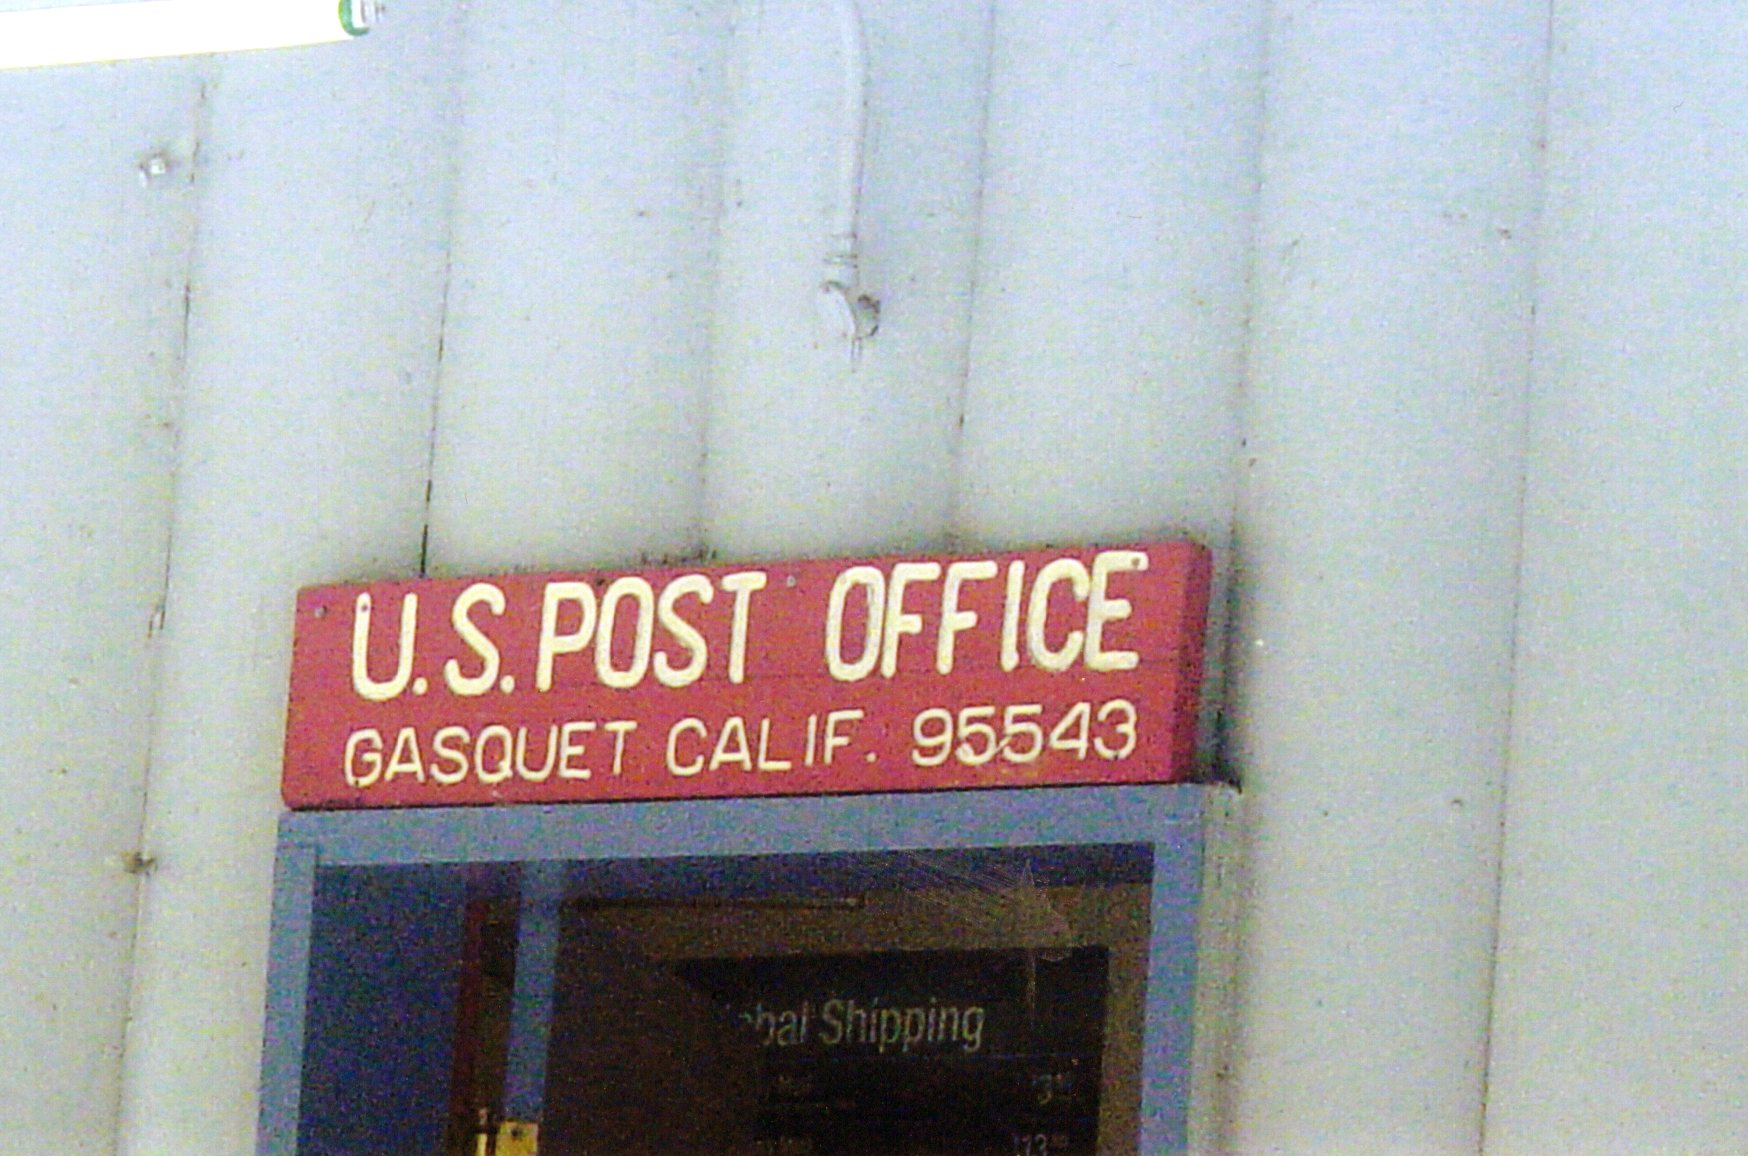 U.S. POST OFFICE
GASQUET CALIF. 95543
Shipping